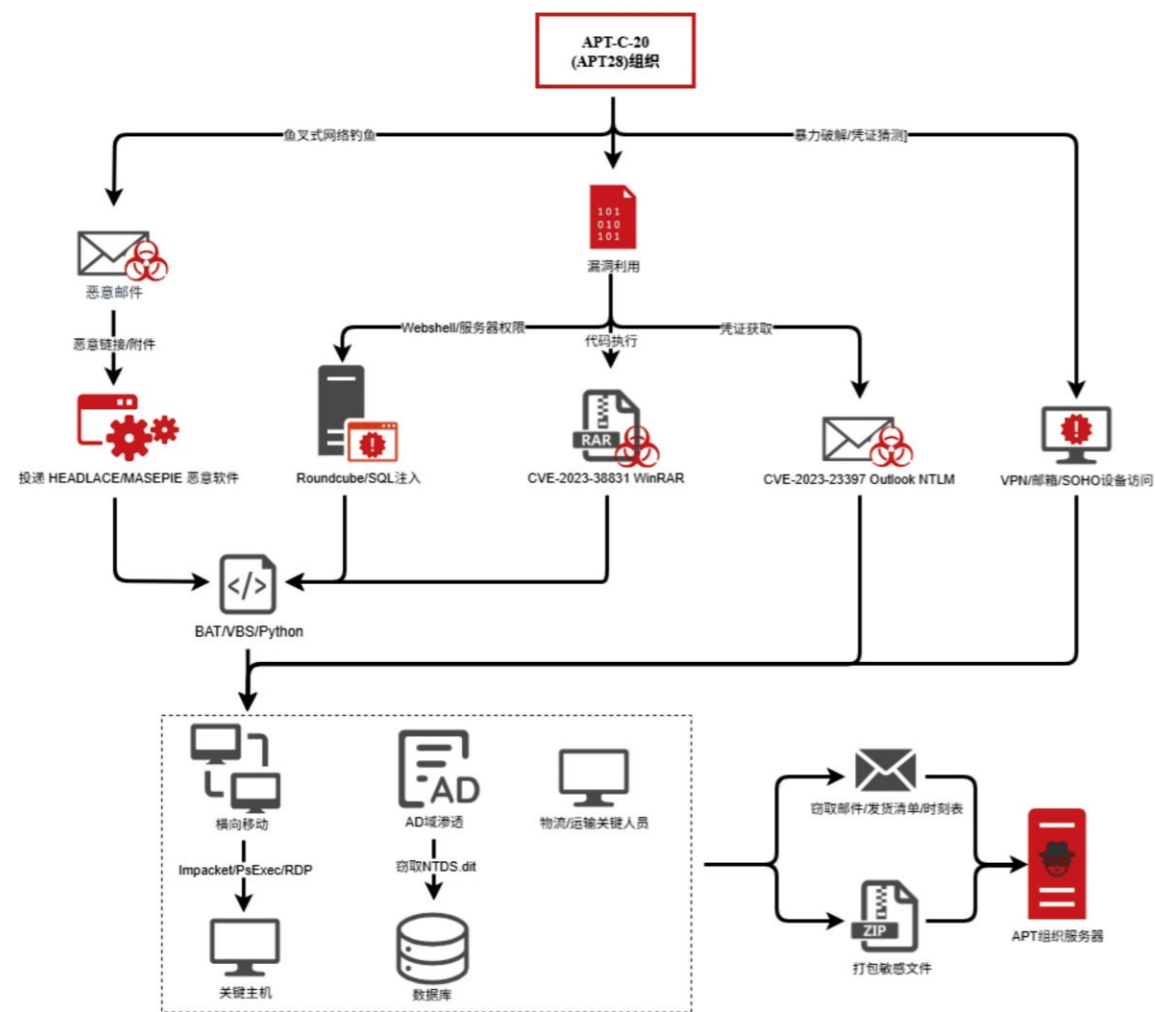 APT-C-20
(APT28)组织
鱼叉式网络钓鱼
暴力破解/凭证猜测]
101
010
101
漏洞利用
恶意邮件
恶意链接/附件
Webshell/服务器权限
代码执行
凭证获取
RAR
投递 HEADLACE/MASEPIE 恶意软件
Roundcube/SQL注入
CVE-2023-38831 WinRAR
CVE-2023-23397 Outlook NTLM
VPN/邮箱/SOHO设备访问
</>
BAT/VBS/Python
AD
横向移动
AD域渗透
物流/运输关键人员
窃取邮件/发货清单/时刻表
Impacket/PsExec/RDP
窃取NTDS.dit
ZIP
APT组织服务器
打包敏感文件
关键主机
数据库